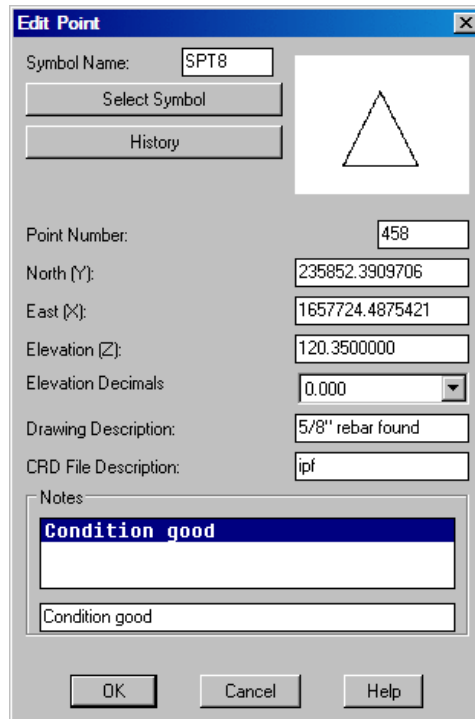 Edit Point
Symbol Name: SPT8
Select Symbol
History
Point Number: 458
North (Y): 235852.3909706
East (X): 1657724.4875421
Elevation (Z): 120.3500000
Elevation Decimals 0.000
Drawing Description: 5/8" rebar found
CRD File Description: ipf
Notes
Condition good
Condition good
OK Cancel Help